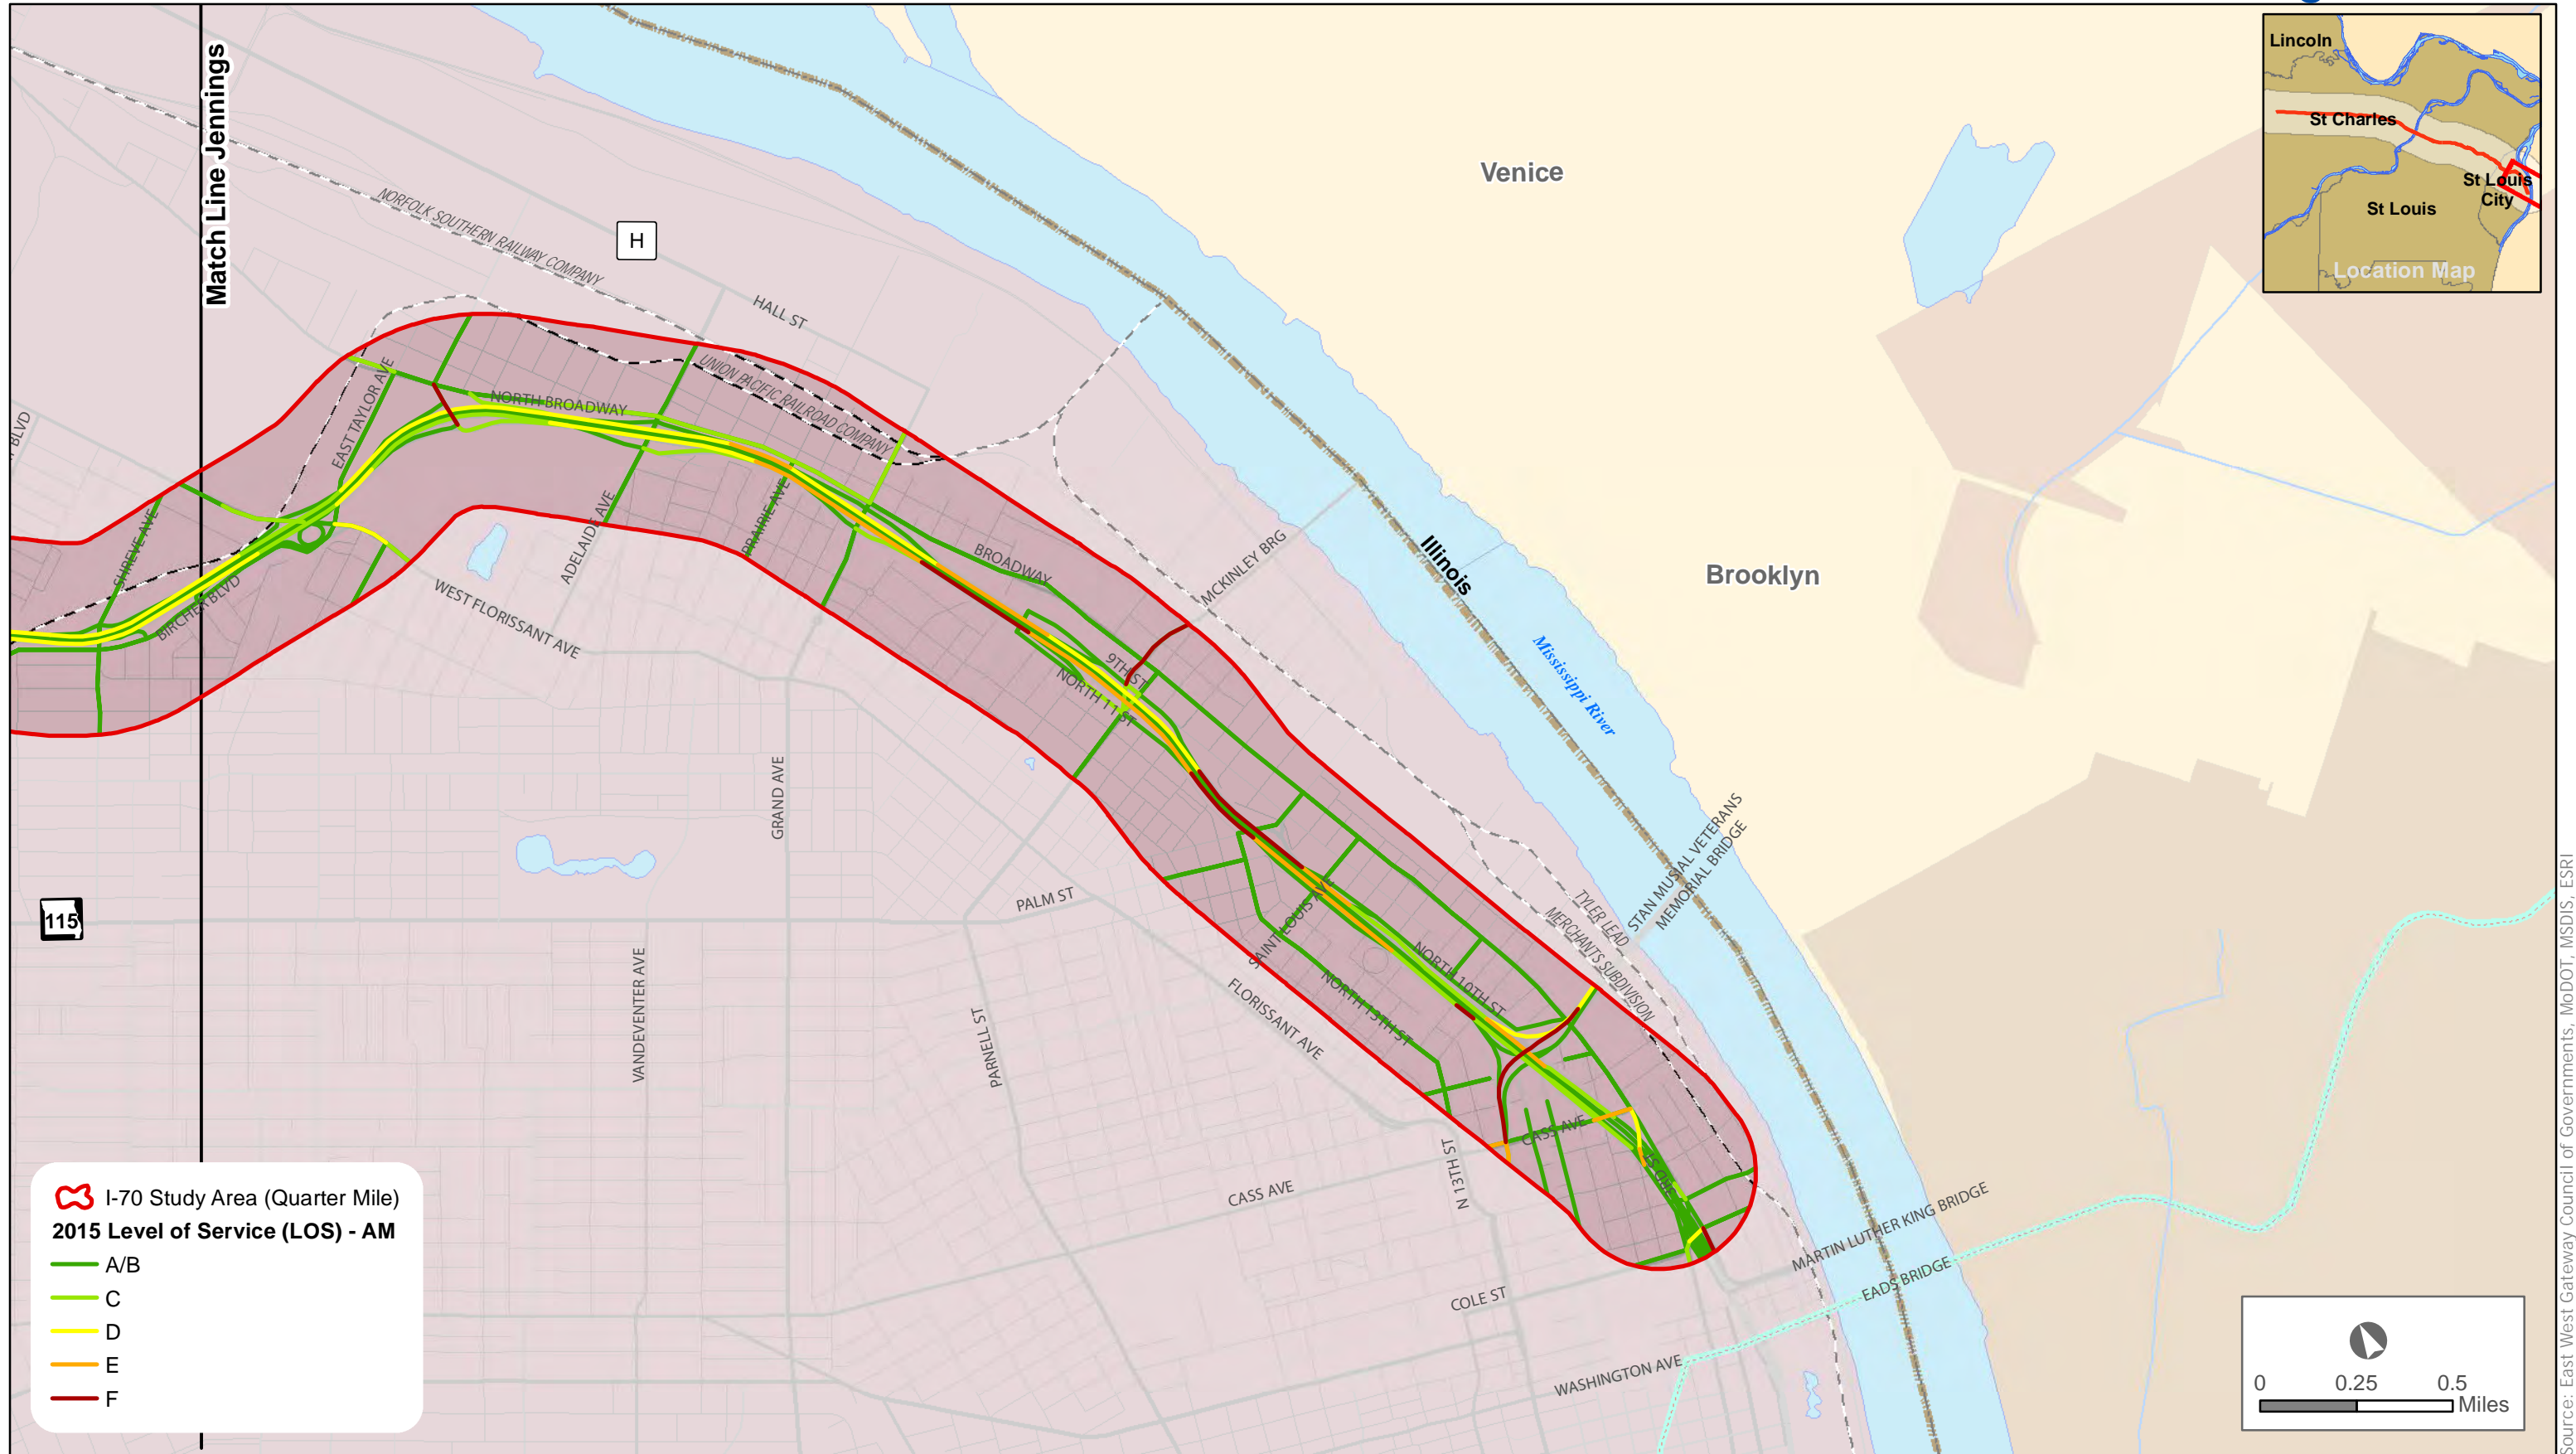 Match Line Jennings
NORFOLK SOUTHERN RAILWAY COMPANY
H
HALL ST
Venice
Lincoln
St Charles
St Louis
City
St Louis
Location Map
UNION PACIFIC RAILROAD COMPANY
EAST TAYLOR AVE
NORTH BROADWAY
BLVD
SHREVE AVE
BIRCHER BLVD
ADELAIDE AVE
PRAIRIE AVE
WEST FLORISSANT AVE
BROADWAY
MCKINLEY BRG
Illinois
Brooklyn
Mississippi River
9TH ST
NORTH 11 ST
GRAND AVE
PALM ST
115
VANDEVENTER AVE
PARNELL ST
SAINT LOUIS AVE
FLORISSANT AVE
NORTH 13TH ST
NORTH 10TH ST
TYLER LEAD
MERCHANTS SUBDIVISION
STAN MUSIAL VETERANS
MEMORIAL BRIDGE
CASS AVE
2ND ST
N 13TH ST
CASS AVE
COLE ST
WASHINGTON AVE
MARTIN LUTHER KING BRIDGE
EADS BRIDGE
I-70 Study Area (Quarter Mile)
2015 Level of Service (LOS) - AM
A/B
C
D
E
F
0 0.25 0.5
Miles
Source: East West Gateway Council of Governments, MoDOT, MSDIS, ESRI